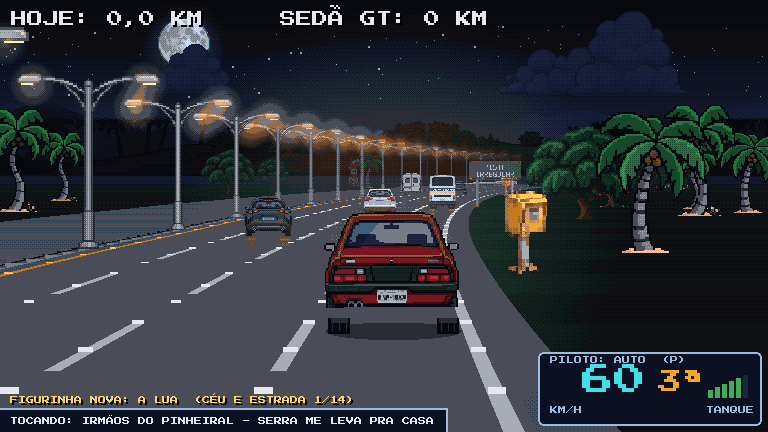 HOJE: 0,0 KM
SEDÃ GT: 0 KM
IRREGULAR
PILOTO: AUTO (P)
60 3ª
KM/H
TANQUE
FIGURINHA NOVA: A LUA (CÉU E ESTRADA 1/14)
TOCANDO: IRMÃOS DO PINHEIRAL - SERRA ME LEVA PRA CASA